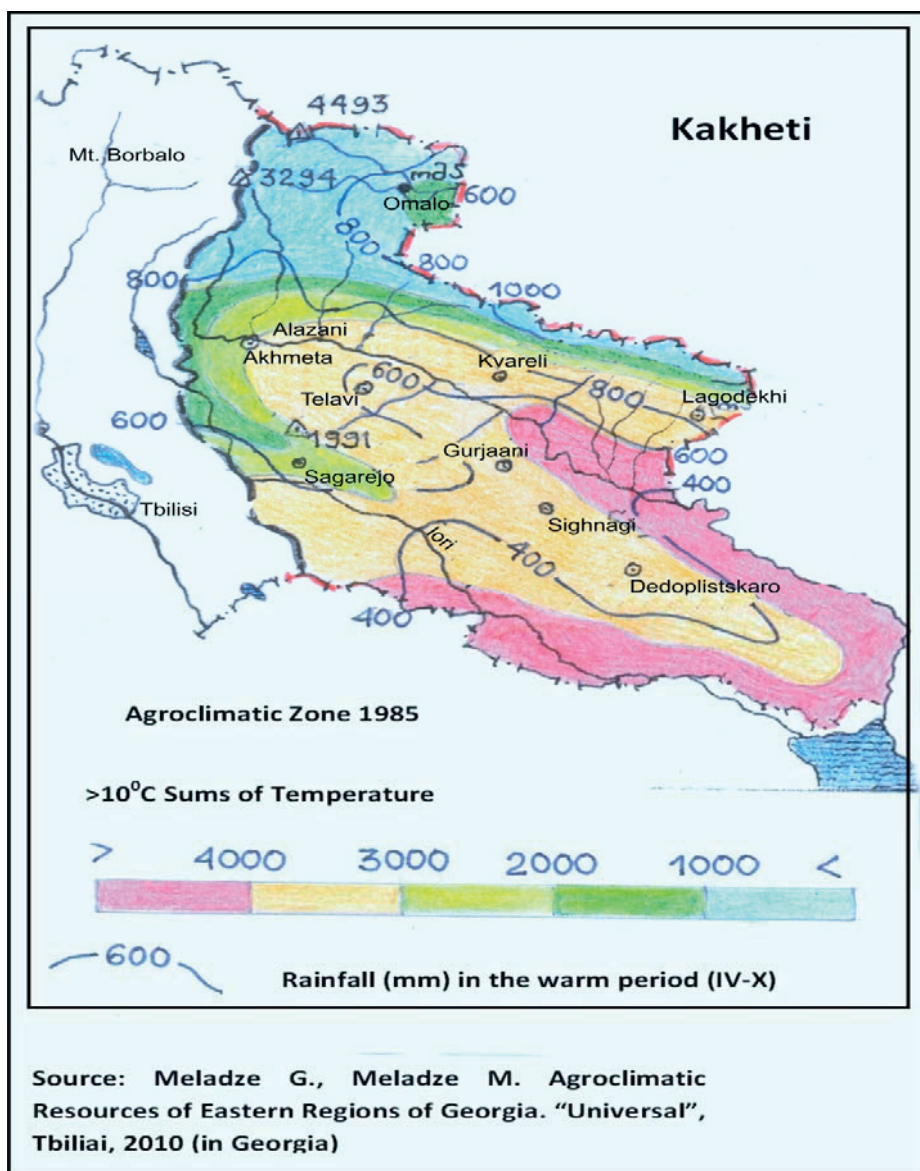 Kakheti
4493
Mt. Borbalo
3294
Omalo
600
800
800
800
1000
Alazani
Akhmeta
Kvareli
600
Telavi
800
Lagodekhi
600
1991
Gurjaani
600
Sagarejo
400
Tbilisi
Sighnagi
Iori
400
Dedoplistskaro
400
Agroclimatic Zone 1985
>10⁰C Sums of Temperature
> 4000 3000 2000 1000 <
600
Rainfall (mm) in the warm period (IV-X)
Source: Meladze G., Meladze M. Agroclimatic
Resources of Eastern Regions of Georgia. “Universal”,
Tbiliai, 2010 (in Georgia)